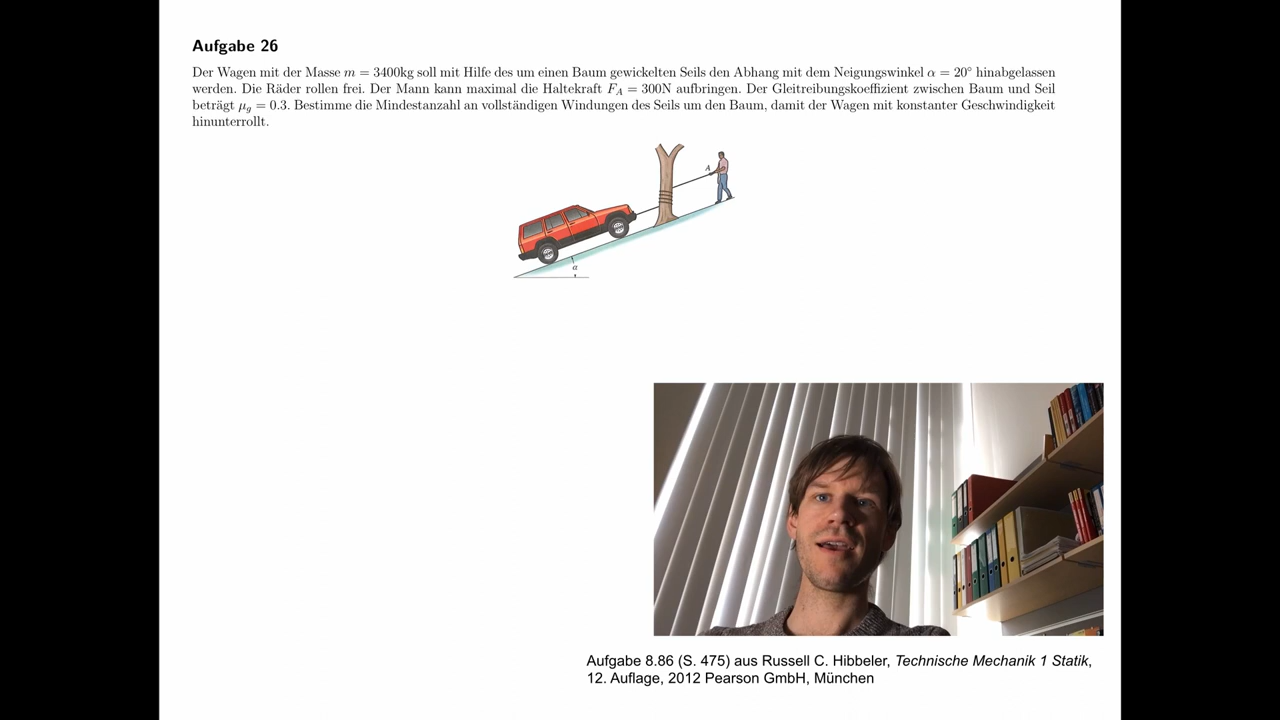 Aufgabe 26
Der Wagen mit der Masse m = 3400kg soll mit Hilfe des um einen Baum gewickelten Seils den Abhang mit dem Neigungswinkel α = 20° hinabgelassen
werden. Die Räder rollen frei. Der Mann kann maximal die Haltekraft F_A = 300N aufbringen. Der Gleitreibungskoeffizient zwischen Baum und Seil
beträgt μ_g = 0.3. Bestimme die Mindestanzahl an vollständigen Windungen des Seils um den Baum, damit der Wagen mit konstanter Geschwindigkeit
hinunterrollt.
A
α
Aufgabe 8.86 (S. 475) aus Russell C. Hibbeler, Technische Mechanik 1 Statik,
12. Auflage, 2012 Pearson GmbH, München